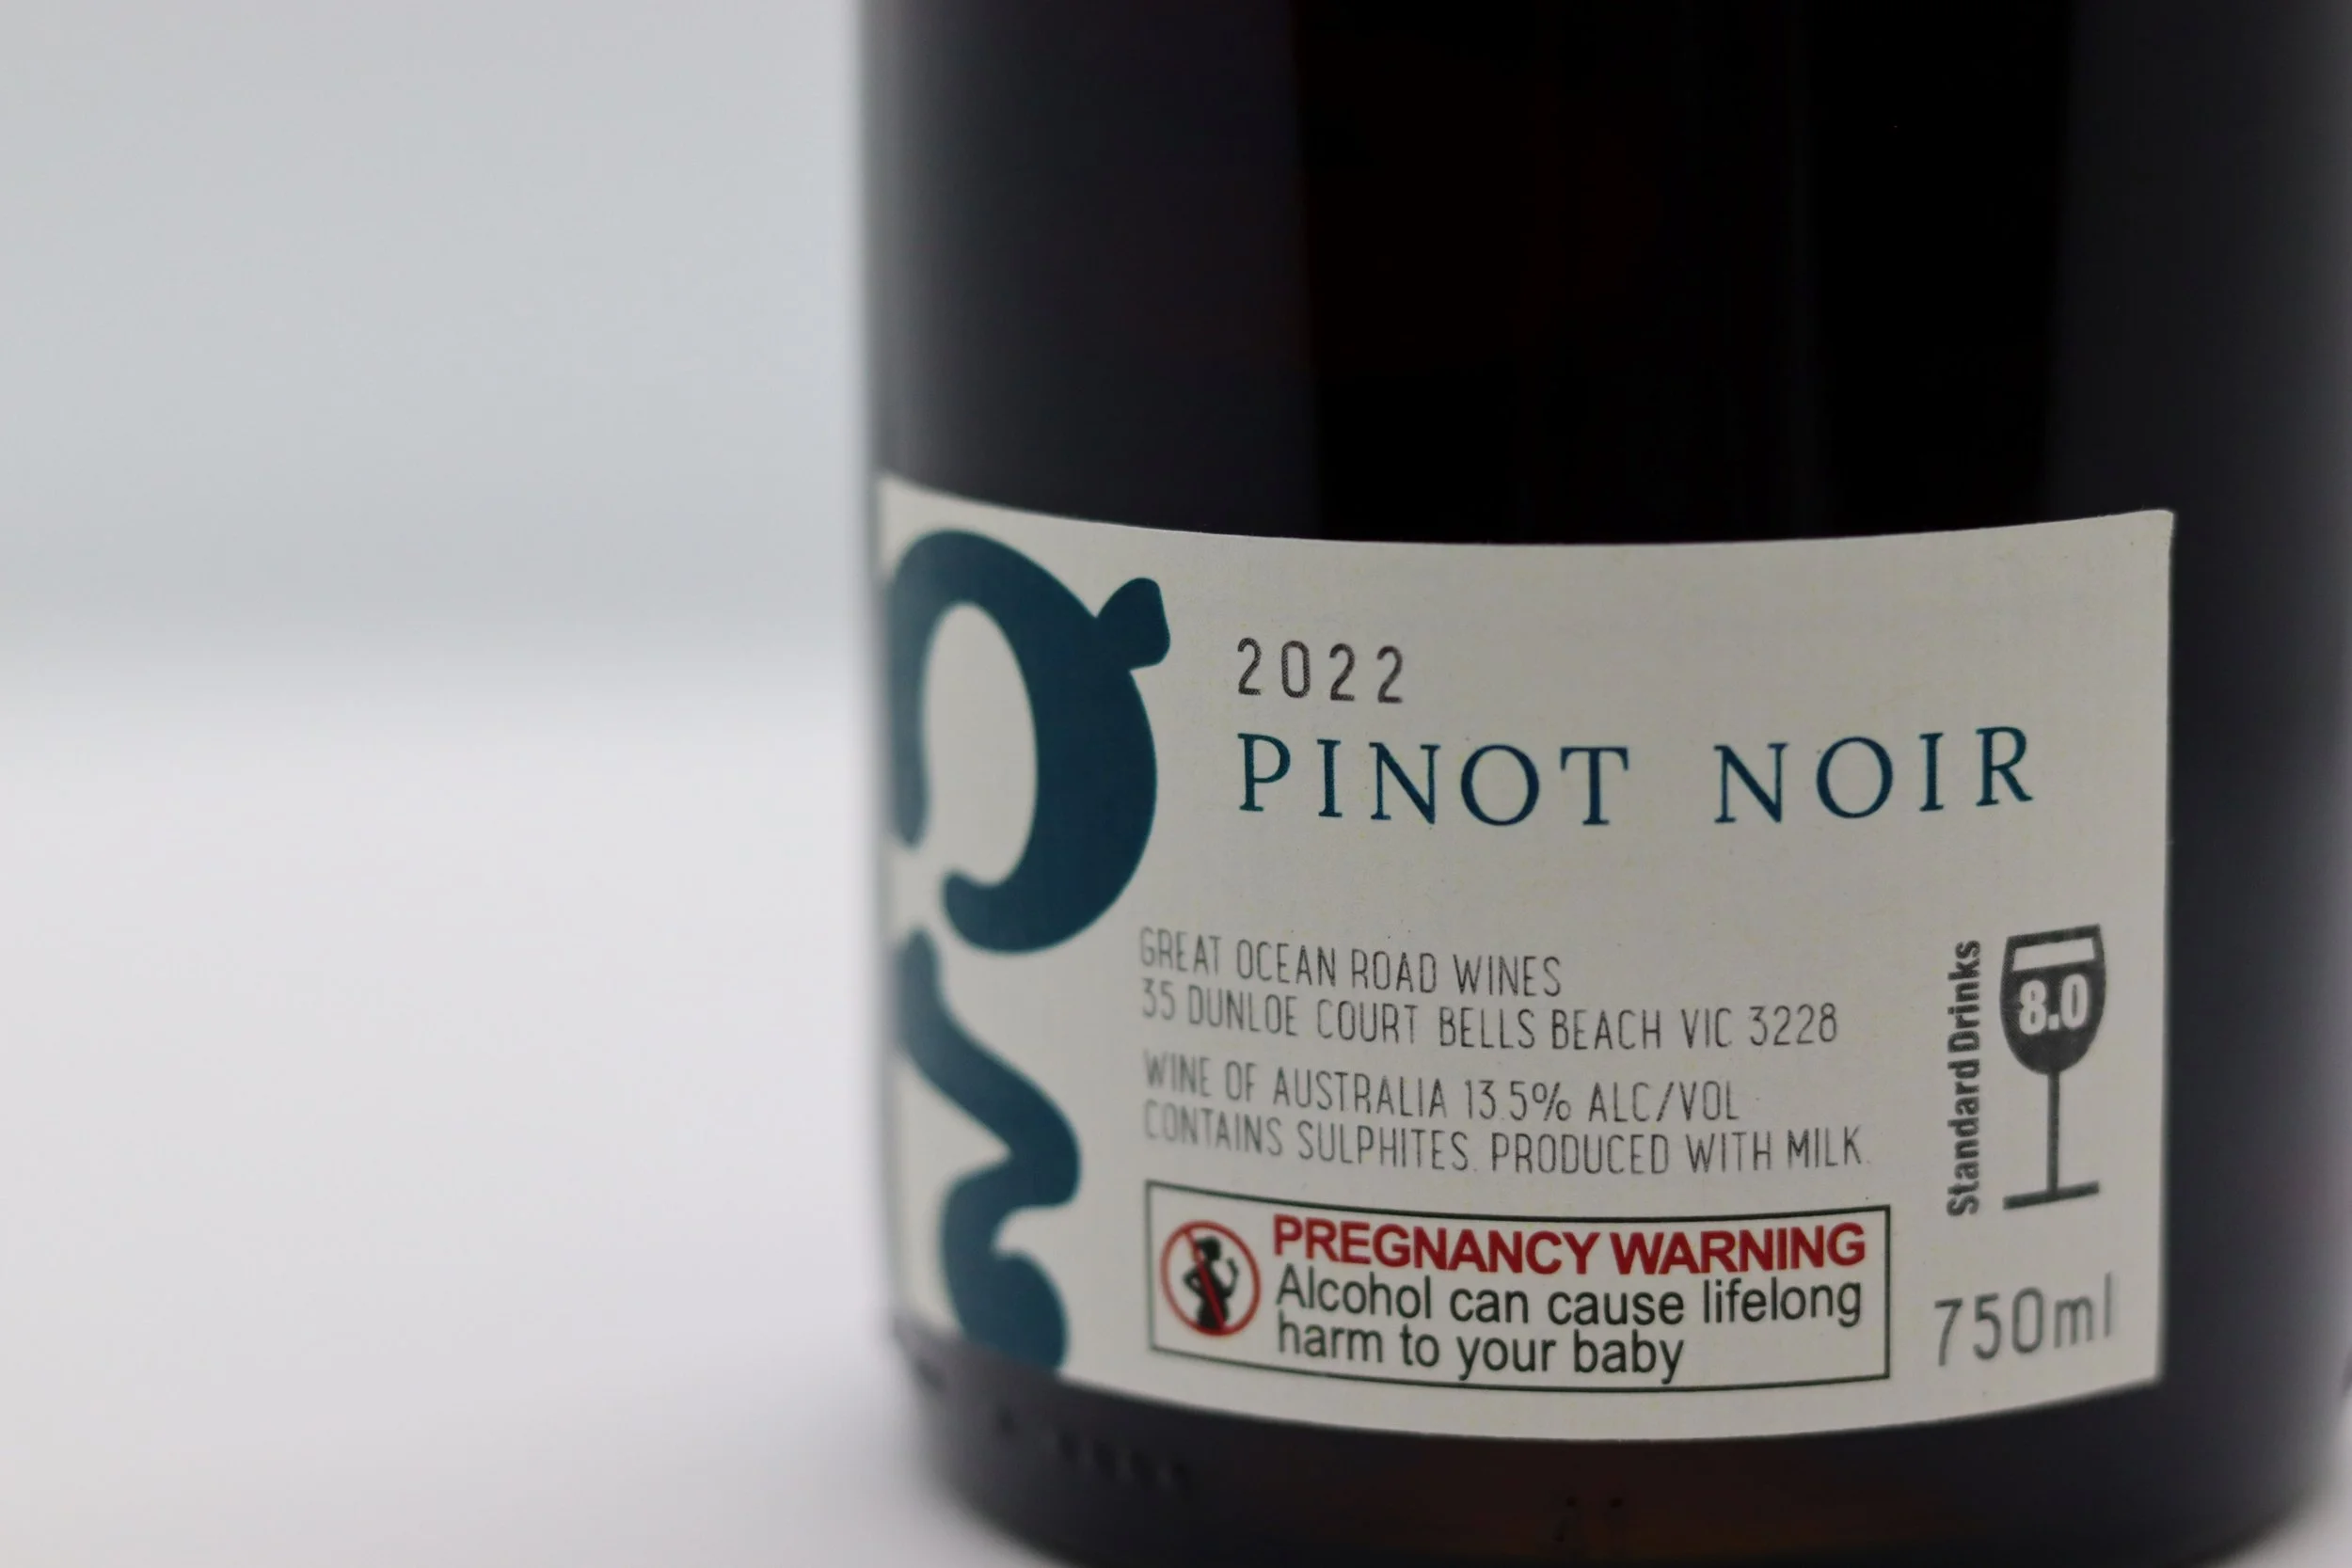 2022
PINOT NOIR
GREAT OCEAN ROAD WINES
35 DUNLOE COURT BELLS BEACH VIC 3228
WINE OF AUSTRALIA 13.5% ALC/VOL
CONTAINS SULPHITES. PRODUCED WITH MILK.
PREGNANCY WARNING
Alcohol can cause lifelong
harm to your baby
Standard Drinks
8.0
750ml